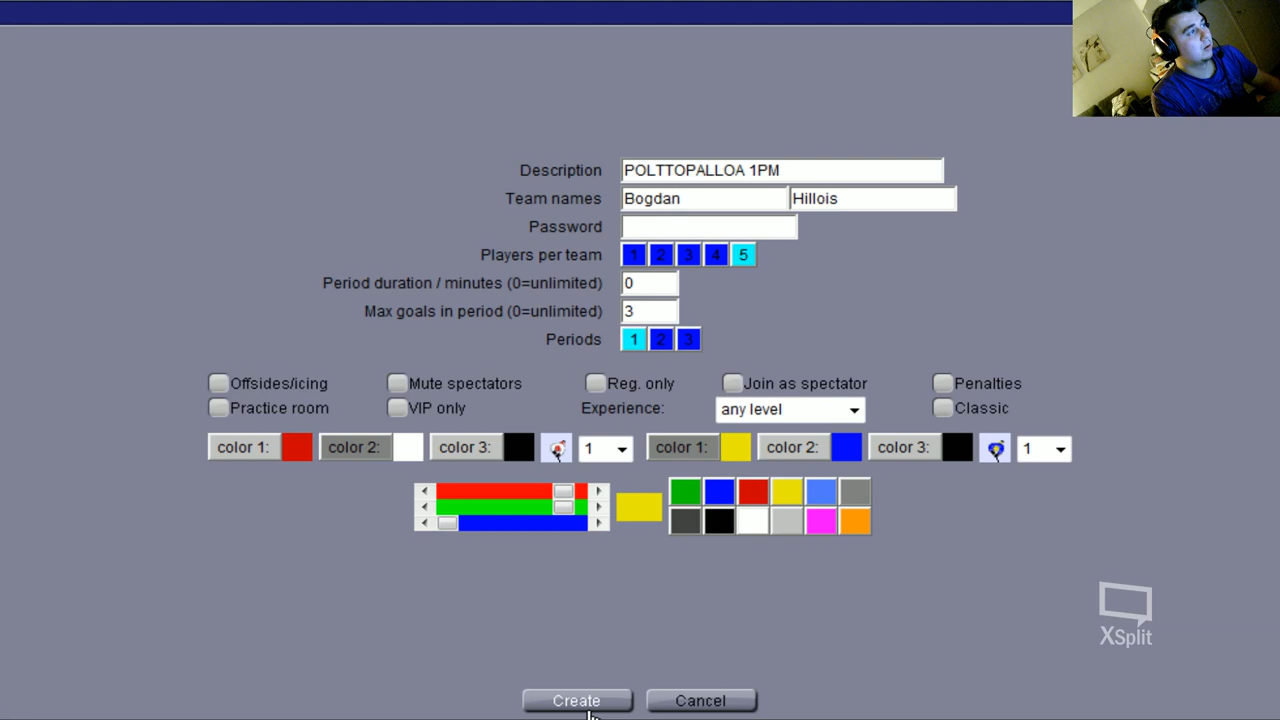 Description POLTTOPALLOA 1PM
Team names Bogdan Hillois
Password
Players per team 1 2 3 4 5
Period duration / minutes (0=unlimited) 0
Max goals in period (0=unlimited) 3
Periods 1 2 3
Offsides/icing Mute spectators Reg. only Join as spectator Penalties
Practice room VIP only Experience: any level Classic
color 1: color 2: color 3: 1 color 1: color 2: color 3: 1
XSplit
Create Cancel